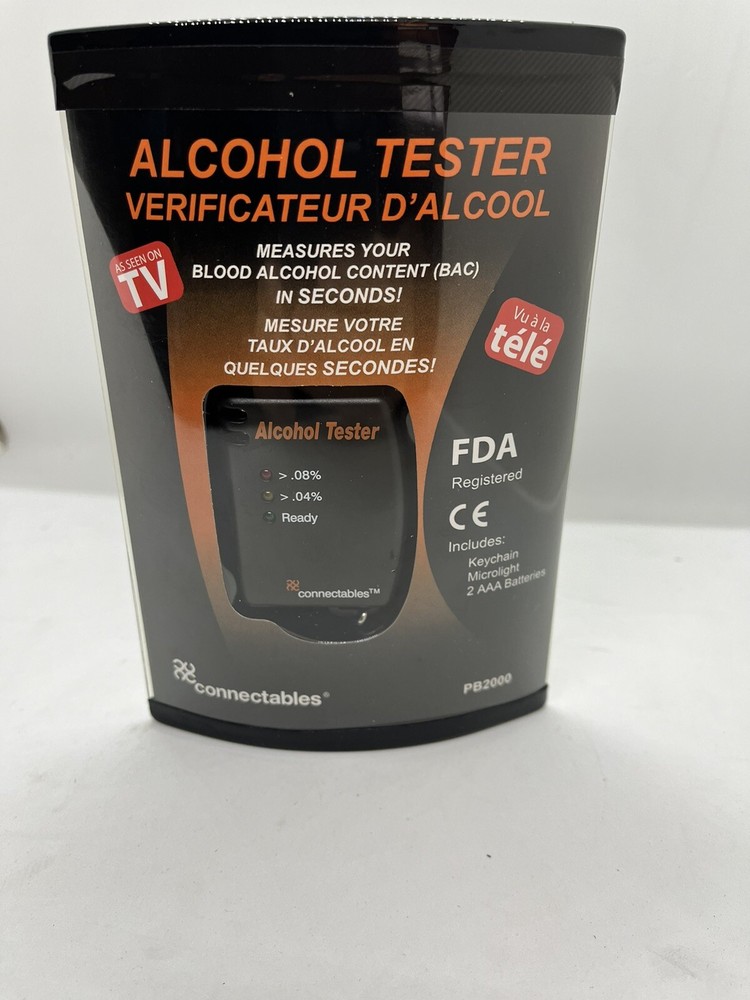 ALCOHOL TESTER
VERIFICATEUR D'ALCOOL
AS SEEN ON
TV
MEASURES YOUR
BLOOD ALCOHOL CONTENT (BAC)
IN SECONDS!
MESURE VOTRE
TAUX D'ALCOOL EN
QUELQUES SECONDES!
Vu à la
télé
Alcohol Tester
> .08%
> .04%
Ready
connectables™
FDA
Registered
CE
Includes:
Keychain
Microlight
2 AAA Batteries
connectables®
PB2000